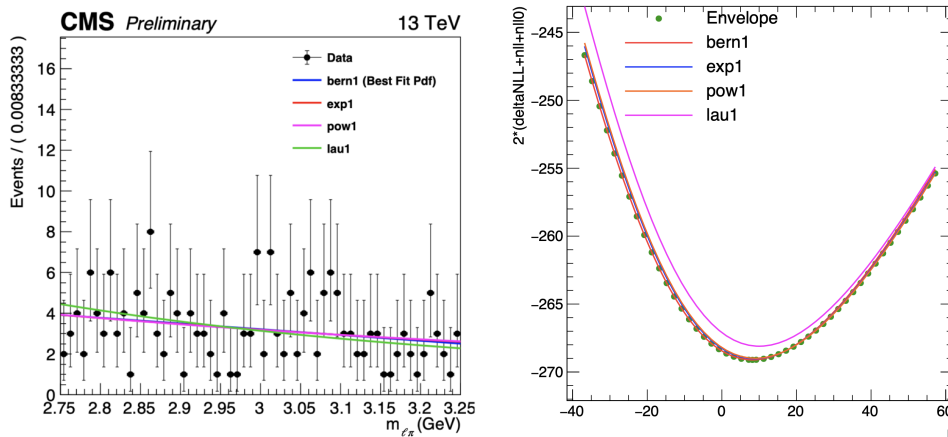 CMS Preliminary 13 TeV
Events / ( 0.00833333 )
16
14
12
10
8
6
4
2
0
Data
bern1 (Best Fit Pdf)
exp1
pow1
lau1
2.75 2.8 2.85 2.9 2.95 3 3.05 3.1 3.15 3.2 3.25
m_{ℓπ} (GeV)
2*(deltaNLL+nll+nll0)
-245
-250
-255
-260
-265
-270
Envelope
bern1
exp1
pow1
lau1
-40 -20 0 20 40 60